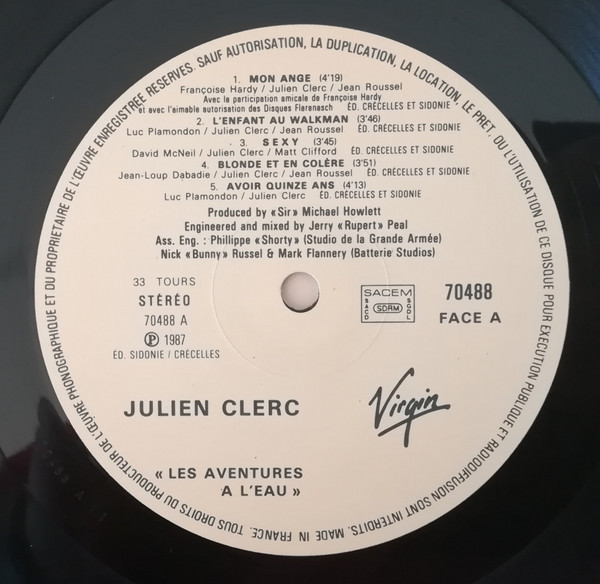 TOUS DROITS DU PRODUCTEUR DE L'ŒUVRE PHONOGRAPHIQUE ET DU PROPRIETAIRE DE L'ŒUVRE ENREGISTREE RESERVES. SAUF AUTORISATION, LA DUPLICATION, LA LOCATION, LE PRET, OU L'UTILISATION DE CE DISQUE POUR EXECUTION PUBLIQUE ET RADIODIFFUSION SONT INTERDITS. MADE IN FRANCE.
1. MON ANGE (4'19)
Françoise Hardy / Julien Clerc / Jean Roussel
Avec la participation amicale de Françoise Hardy
et avec l'aimable autorisation des Disques Flarenasch ÉD. CRÉCELLES ET SIDONIE
2. L'ENFANT AU WALKMAN (3'46)
Luc Plamondon / Julien Clerc / Jean Roussel ÉD. CRÉCELLES ET SIDONIE
3. SEXY (3'45)
David McNeil / Julien Clerc / Matt Clifford ÉD. CRÉCELLES ET SIDONIE
4. BLONDE ET EN COLÈRE (3'51)
Jean-Loup Dabadie / Julien Clerc / Jean Roussel ÉD. CRÉCELLES ET SIDONIE
5. AVOIR QUINZE ANS (4'13)
Luc Plamondon / Julien Clerc ÉD. CRÉCELLES ET SIDONIE
Produced by «Sir» Michael Howlett
Engineered and mixed by Jerry «Rupert» Peal
Ass. Eng. : Phillippe «Shorty» (Studio de la Grande Armée)
Nick «Bunny» Russel & Mark Flannery (Batterie Studios)
33 TOURS
STÉRÉO
70488 A
Ⓟ 1987
ÉD. SIDONIE / CRÉCELLES
SACEM
SACD
SDRM
SGDL
70488
FACE A
JULIEN CLERC
Virgin
« LES AVENTURES
A L'EAU »